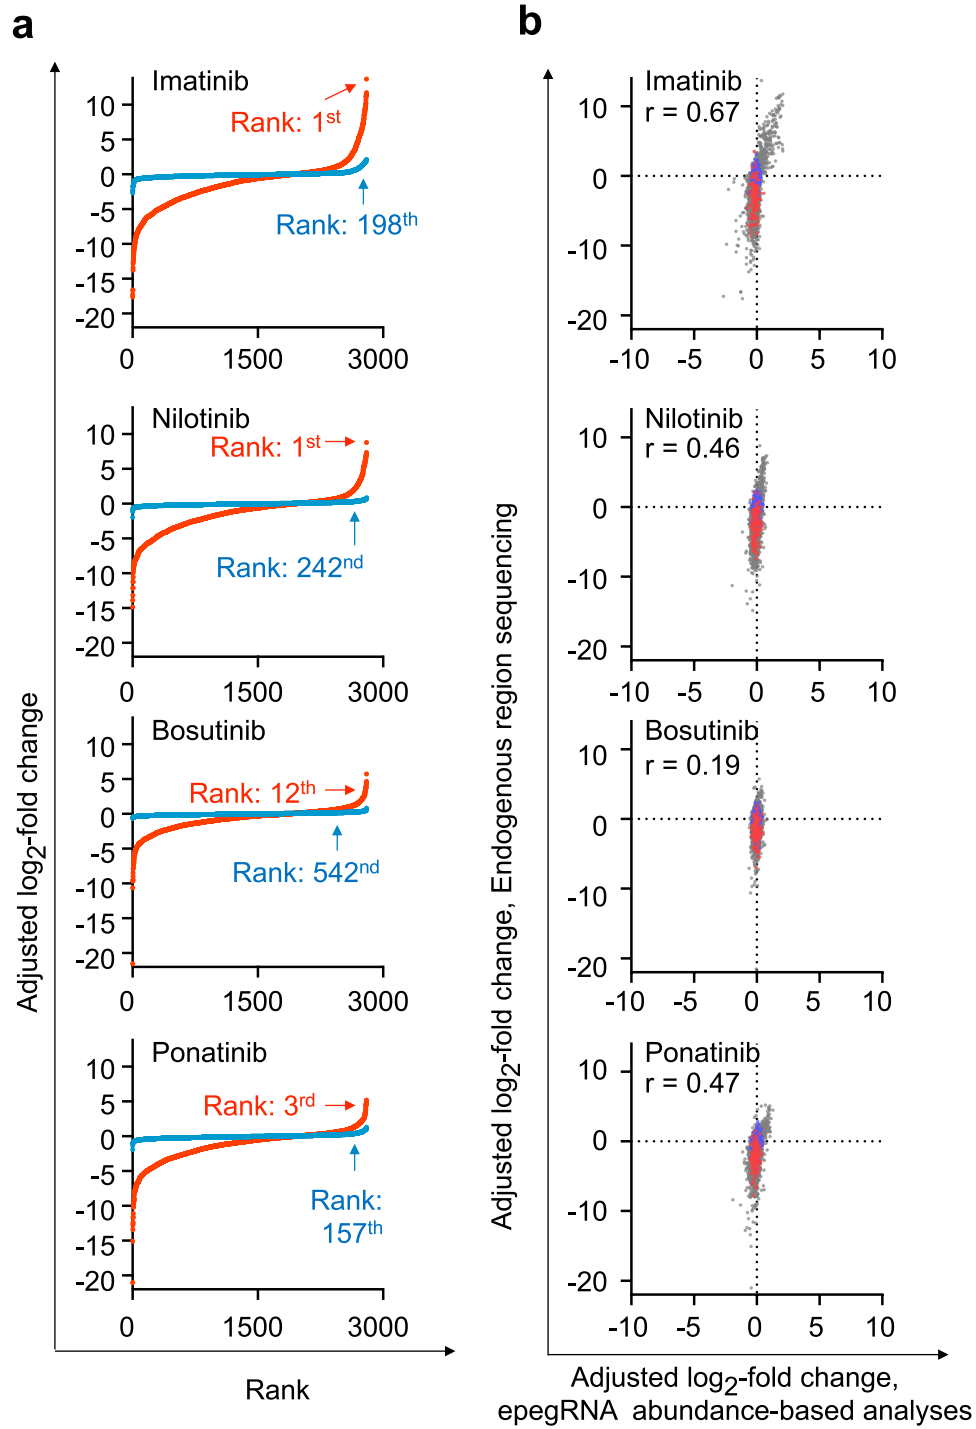 a
Imatinib
Rank: 1st
Rank: 198th
10
5
0
-5
-10
-15
-20
0
1500
3000
Nilotinib
Rank: 1st
Rank: 242nd
10
5
0
-5
-10
-15
-20
0
1500
3000
Bosutinib
Rank: 12th
Rank: 542nd
10
5
0
-5
-10
-15
-20
0
1500
3000
Ponatinib
Rank: 3rd
Rank:
157th
10
5
0
-5
-10
-15
-20
0
1500
3000
Adjusted log2-fold change
Rank
b
Imatinib
r = 0.67
10
0
-10
-20
-10
-5
0
5
10
Nilotinib
r = 0.46
10
0
-10
-20
-10
-5
0
5
10
Bosutinib
r = 0.19
10
0
-10
-20
-10
-5
0
5
10
Ponatinib
r = 0.47
10
0
-10
-20
-10
-5
0
5
10
Adjusted log2-fold change, Endogenous region sequencing
Adjusted log2-fold change,
epegRNA abundance-based analyses